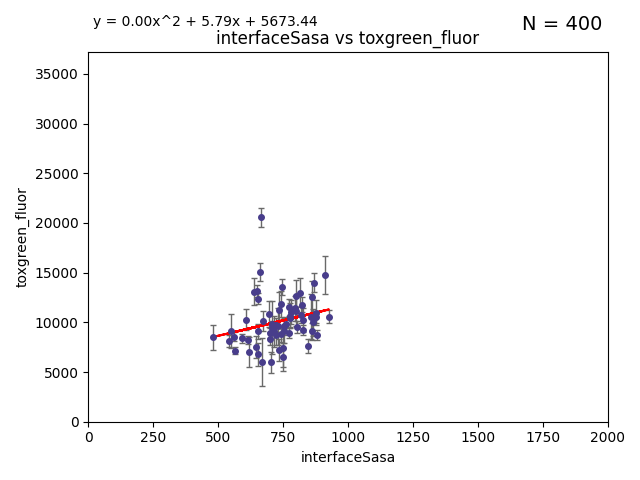 y = 0.00x^2 + 5.79x + 5673.44
N = 400
interfaceSasa vs toxgreen_fluor
35000
30000
25000
20000
15000
10000
5000
0
toxgreen_fluor
0 250 500 750 1000 1250 1500 1750 2000
interfaceSasa